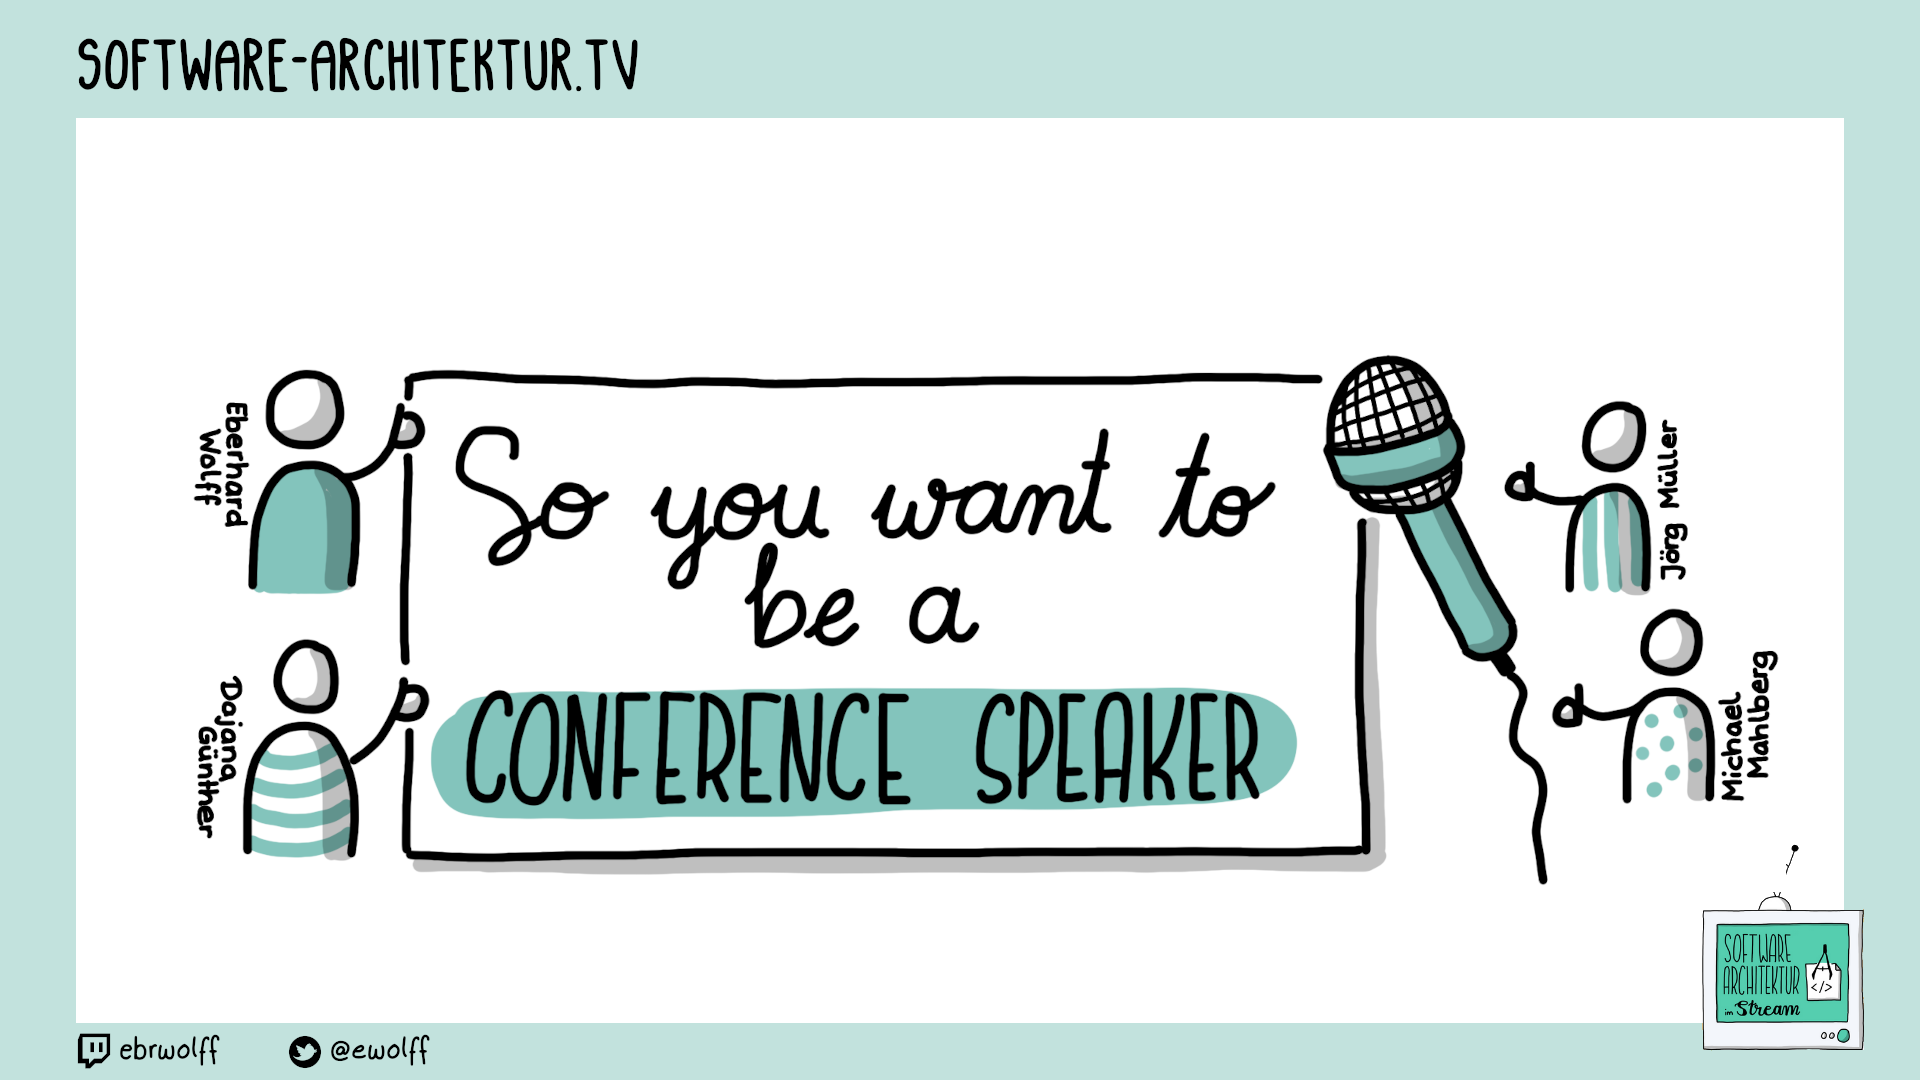 SOFTWARE-ARCHITEKTUR.TV
Eberhard
Wolff
So you want to
be a
CONFERENCE SPEAKER
Jörg Müller
Dajana
Günther
Michael
Mahlberg
SOFTWARE
ARCHITEKTUR
</>
im Stream
ebrwolff
@ewolff